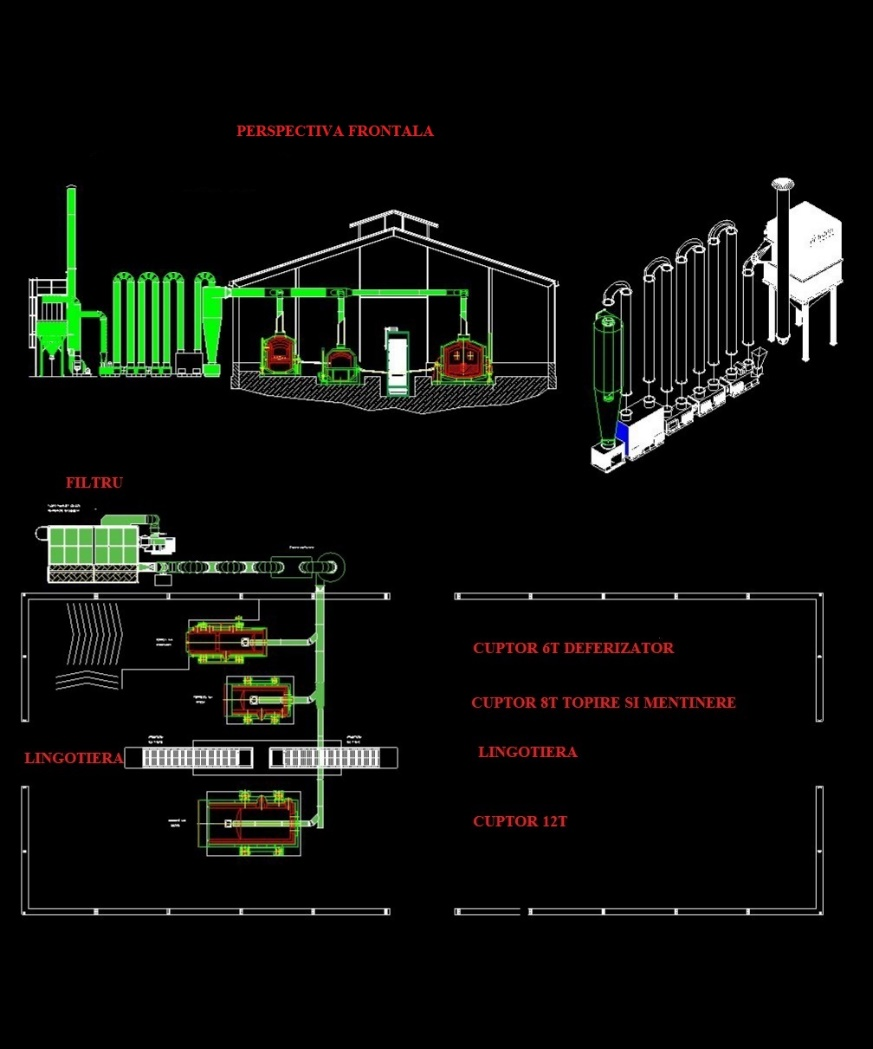 PERSPECTIVA FRONTALA
FILTRU
CUPTOR 6T DEFERIZATOR
CUPTOR 8T TOPIRE SI MENTINERE
LINGOTIERA
LINGOTIERA
CUPTOR 12T